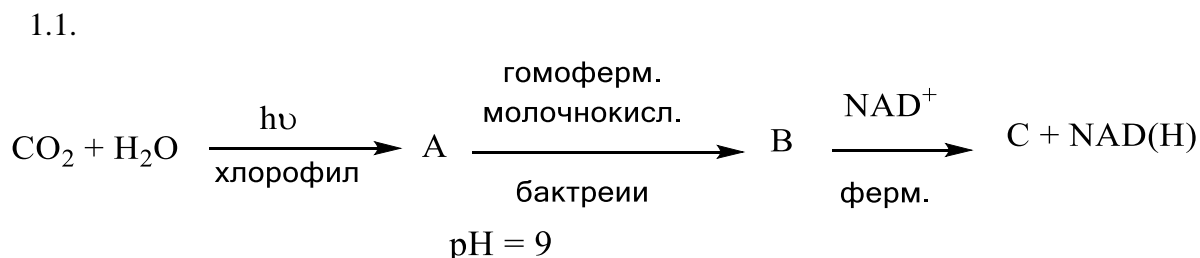 1.1.
CO₂ + H₂O hυ хлорофил A гомоферм. молочнокисл. бактреии pH = 9 B NAD⁺ ферм. C + NAD(H)